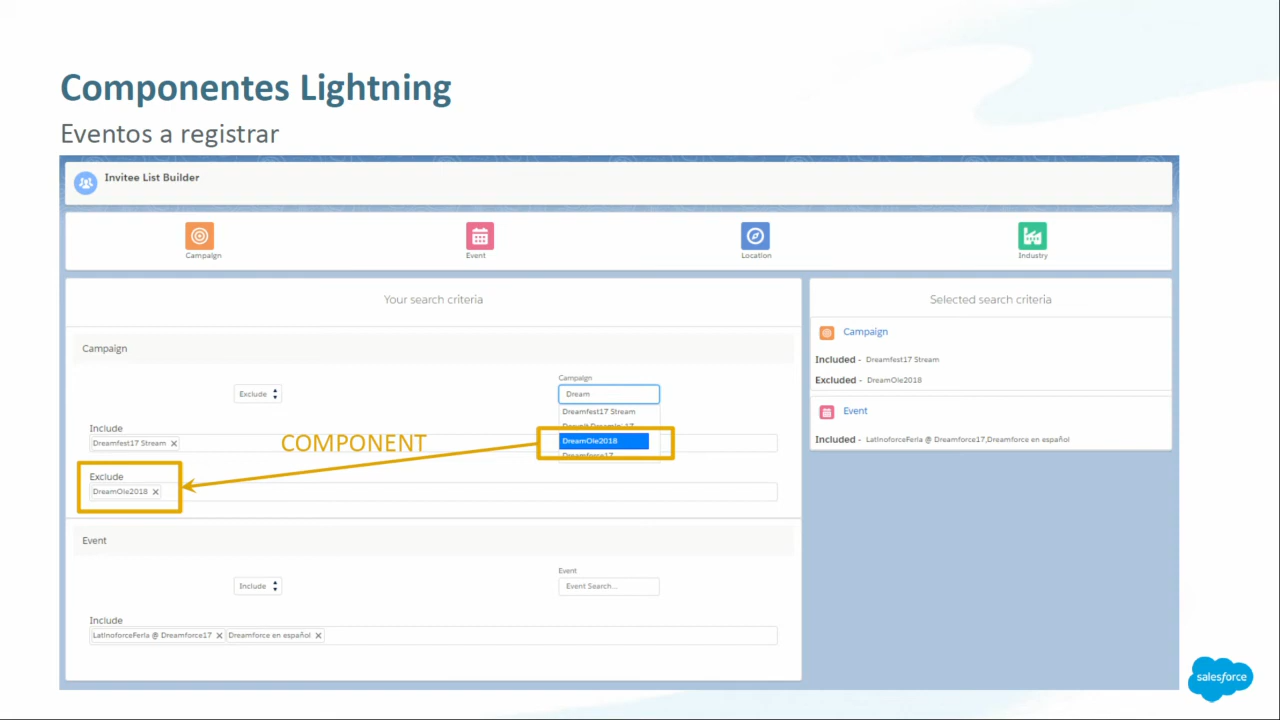 Componentes Lightning
Eventos a registrar
Invitee List Builder
Campaign
Event
Location
Industry
Your search criteria
Selected search criteria
Campaign
Exclude
Campaign
Dream
Dreamfest17 Stream
DreamOle2018
Dreamforce17
Include
Dreamfest17 Stream
COMPONENT
Exclude
DreamOle2018
Event
Include
Event
Event Search...
Include
LatinoforceFeria @ Dreamforce17 Dreamforce en español
Campaign
Included - Dreamfest17 Stream
Excluded - DreamOle2018
Event
Included - LatinoforceFeria @ Dreamforce17,Dreamforce en español
salesforce